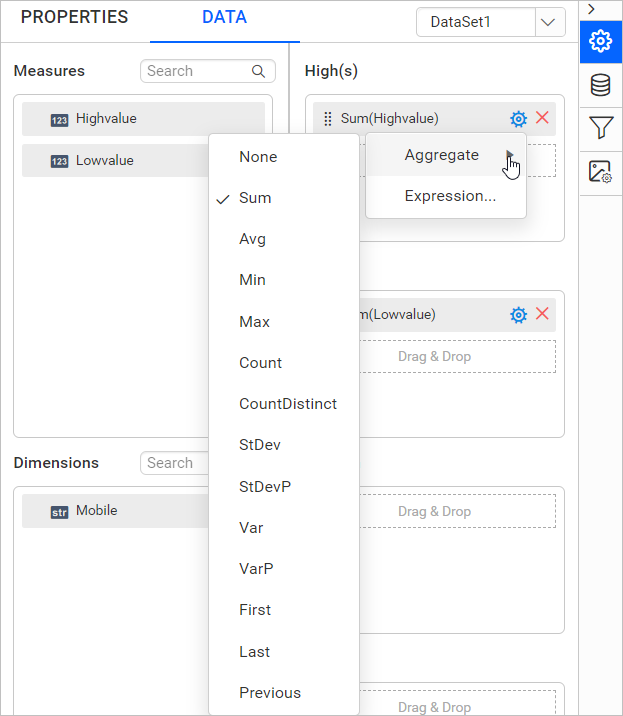 PROPERTIES
DATA
DataSet1
Measures
Search
High(s)
123 Highvalue
Sum(Highvalue)
123 Lowvalue
Aggregate
Expression...
None
Sum
Avg
Min
Max
Count
CountDistinct
StDev
StDevP
Var
VarP
First
Last
Previous
m(Lowvalue)
Drag & Drop
Dimensions
Search
str Mobile
Drag & Drop
Drag & Drop